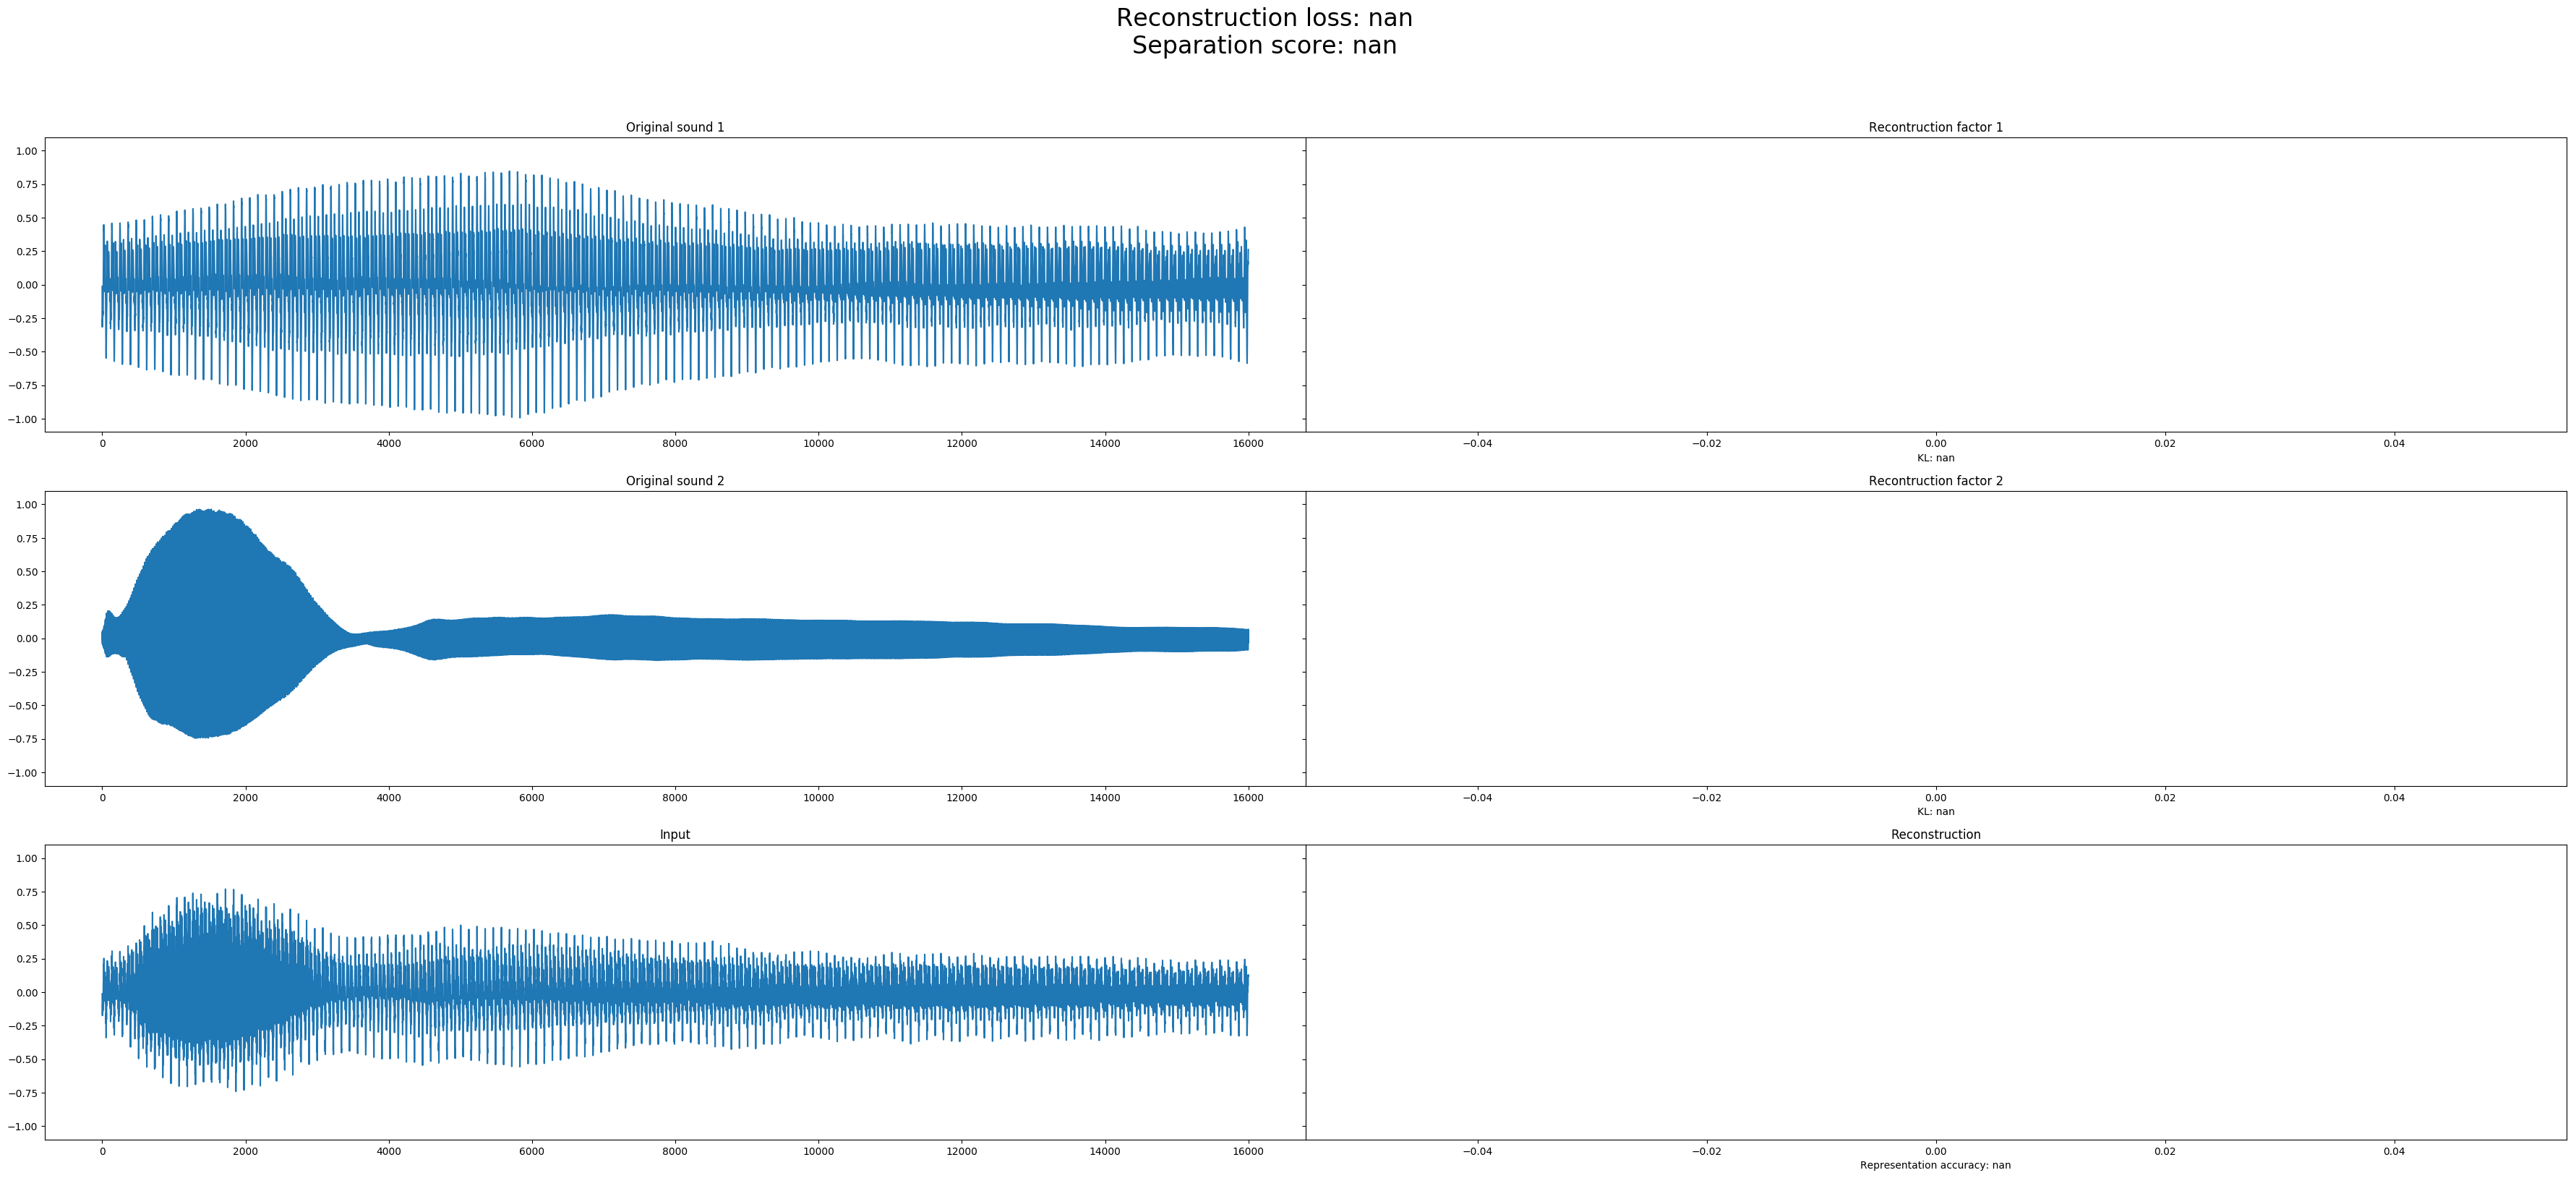 Reconstruction loss: nan
Separation score: nan
Original sound 1
Recontruction factor 1
1.00
0.75
0.50
0.25
0.00
−0.25
−0.50
−0.75
−1.00
0 2000 4000 6000 8000 10000 12000 14000 16000
−0.04 −0.02 0.00 0.02 0.04
KL: nan
Original sound 2
Recontruction factor 2
1.00
0.75
0.50
0.25
0.00
−0.25
−0.50
−0.75
−1.00
0 2000 4000 6000 8000 10000 12000 14000 16000
−0.04 −0.02 0.00 0.02 0.04
KL: nan
Input
Reconstruction
1.00
0.75
0.50
0.25
0.00
−0.25
−0.50
−0.75
−1.00
0 2000 4000 6000 8000 10000 12000 14000 16000
−0.04 −0.02 0.00 0.02 0.04
Representation accuracy: nan